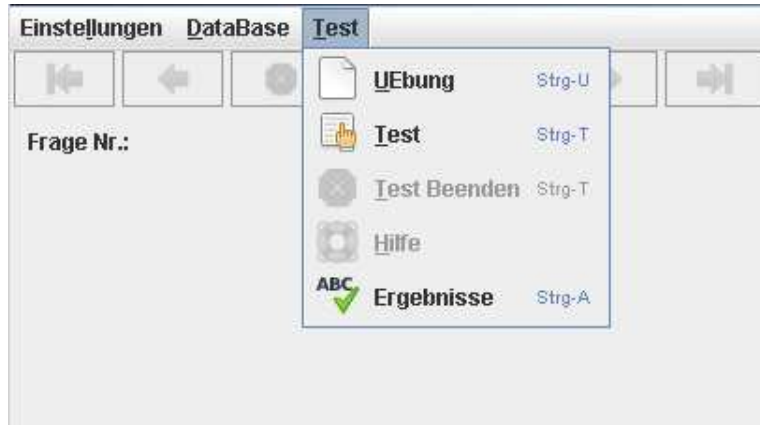 Einstellungen DataBase Test
UEbung Strg-U
Frage Nr.:
Test Strg-T
Test Beenden Strg-T
Hilfe
ABC
Ergebnisse Strg-A